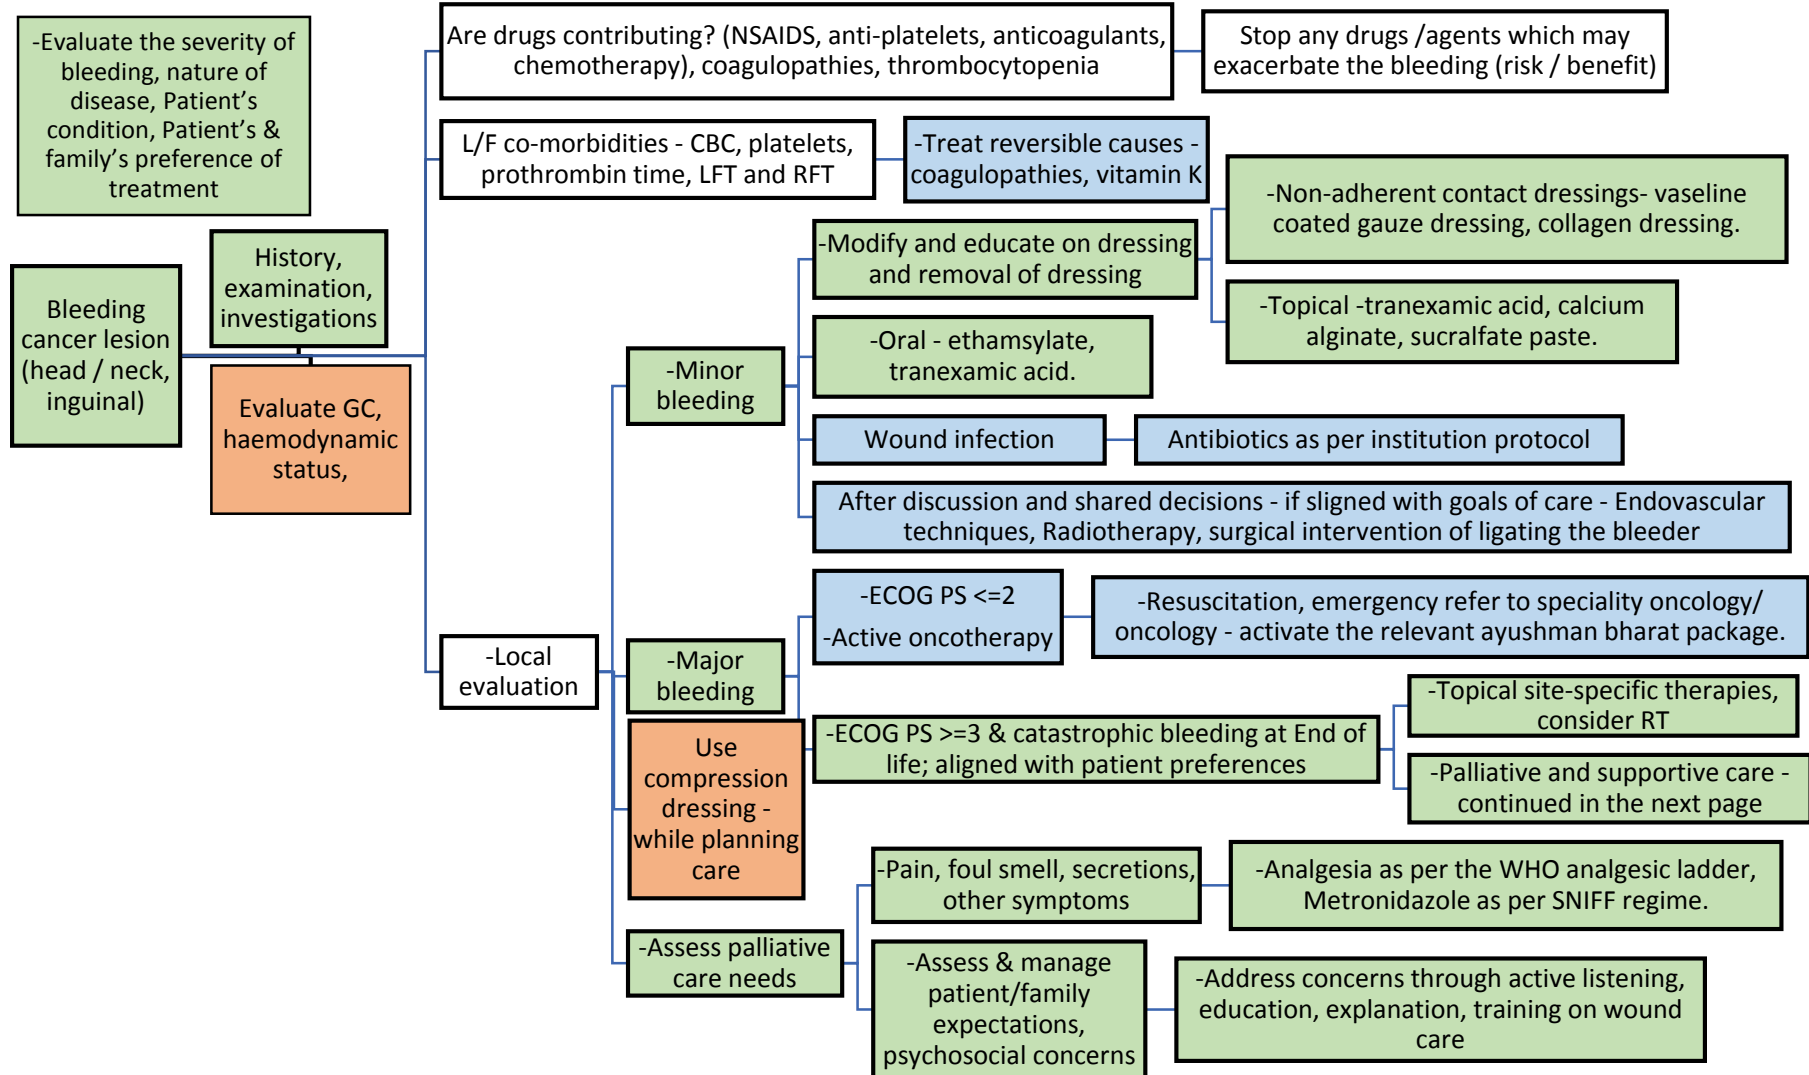 -Evaluate the severity of
bleeding, nature of
disease, Patient’s
condition, Patient’s &
family’s preference of
treatment
Bleeding
cancer lesion
(head / neck,
inguinal)
History,
examination,
investigations
Evaluate GC,
haemodynamic
status,
Are drugs contributing? (NSAIDS, anti-platelets, anticoagulants,
chemotherapy), coagulopathies, thrombocytopenia
Stop any drugs /agents which may
exacerbate the bleeding (risk / benefit)
L/F co-morbidities - CBC, platelets,
prothrombin time, LFT and RFT
-Treat reversible causes -
coagulopathies, vitamin K
-Local
evaluation
-Minor
bleeding
-Modify and educate on dressing
and removal of dressing
-Non-adherent contact dressings- vaseline
coated gauze dressing, collagen dressing.
-Topical -tranexamic acid, calcium
alginate, sucralfate paste.
-Oral - ethamsylate,
tranexamic acid.
Wound infection
Antibiotics as per institution protocol
After discussion and shared decisions - if sligned with goals of care - Endovascular
techniques, Radiotherapy, surgical intervention of ligating the bleeder
-Major
bleeding
-ECOG PS <=2
-Active oncotherapy
-Resuscitation, emergency refer to speciality oncology/
oncology - activate the relevant ayushman bharat package.
-ECOG PS >=3 & catastrophic bleeding at End of
life; aligned with patient preferences
-Topical site-specific therapies,
consider RT
-Palliative and supportive care -
continued in the next page
Use
compression
dressing -
while planning
care
-Assess palliative
care needs
-Pain, foul smell, secretions,
other symptoms
-Analgesia as per the WHO analgesic ladder,
Metronidazole as per SNIFF regime.
-Assess & manage
patient/family
expectations,
psychosocial concerns
-Address concerns through active listening,
education, explanation, training on wound
care